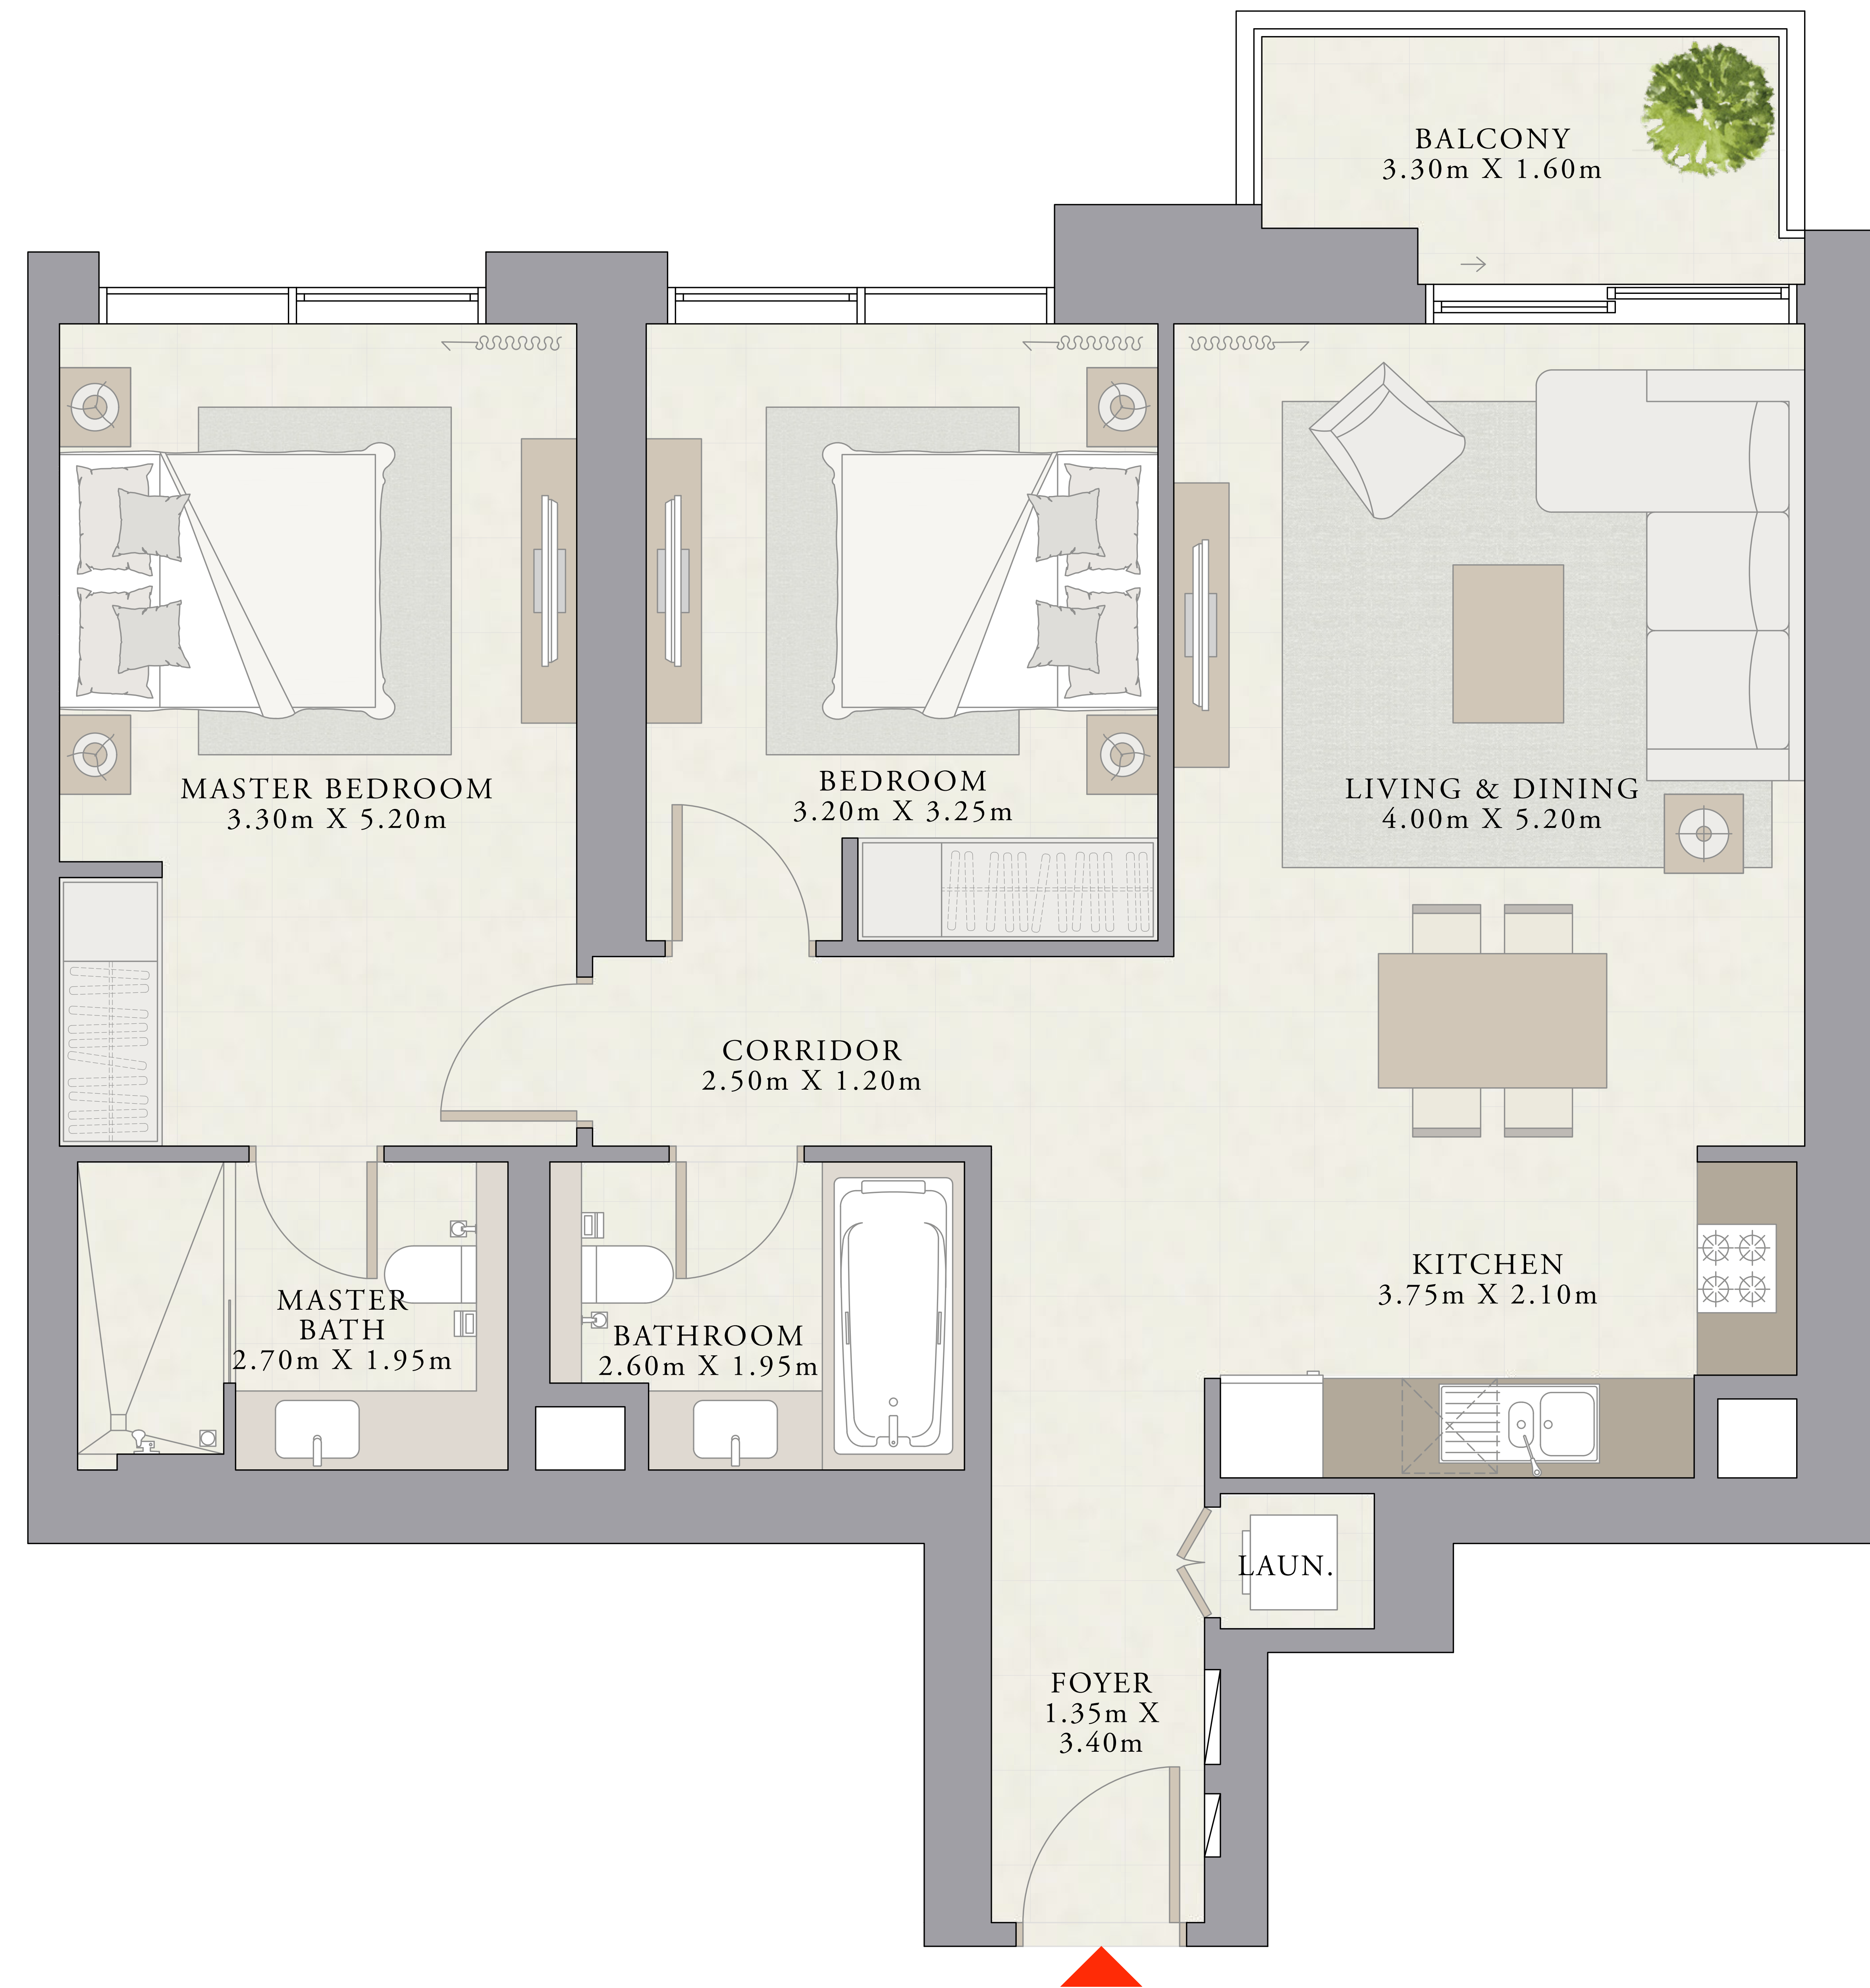 BALCONY
3.30m X 1.60m
MASTER BEDROOM
3.30m X 5.20m
BEDROOM
3.20m X 3.25m
LIVING & DINING
4.00m X 5.20m
CORRIDOR
2.50m X 1.20m
MASTER
BATH
2.70m X 1.95m
BATHROOM
2.60m X 1.95m
KITCHEN
3.75m X 2.10m
LAUN.
FOYER
1.35m X
3.40m